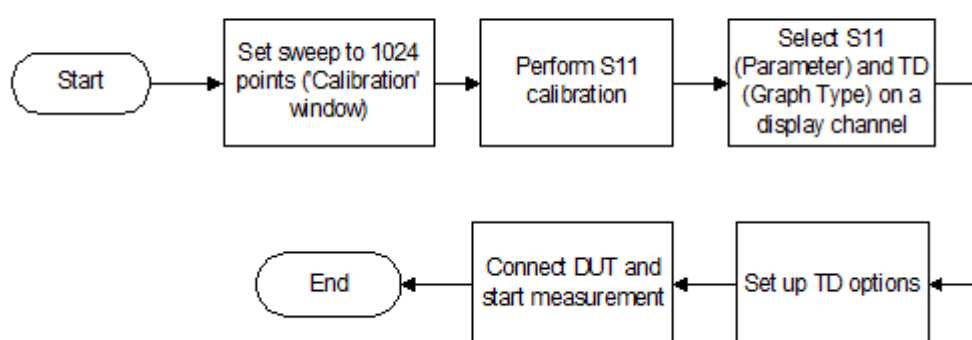 Start
Set sweep to 1024
points ('Calibration'
window)
Perform S11
calibration
Select S11
(Parameter) and TD
(Graph Type) on a
display channel
End
Connect DUT and
start measurement
Set up TD options